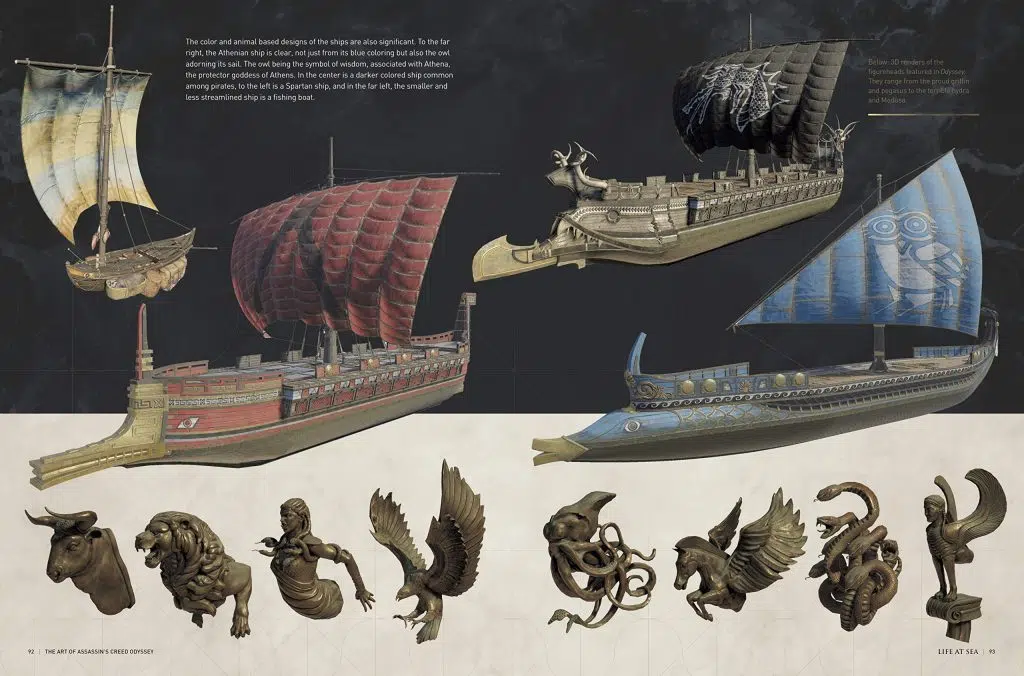 The color and animal based designs of the ships are also significant. To the far
right, the Athenian ship is clear, not just from its blue coloring but also the owl
adorning its sail. The owl being the symbol of wisdom, associated with Athena,
the protector goddess of Athens. In the center is a darker colored ship common
among pirates, to the left is a Spartan ship, and in the far left, the smaller and
less streamlined ship is a fishing boat.
Below: 3D renders of the
figureheads featured in Odyssey.
They range from the proud griffin
and pegasus to the terrible hydra
and Medusa.
92 | THE ART OF ASSASSIN'S CREED ODYSSEY
LIFE AT SEA | 93